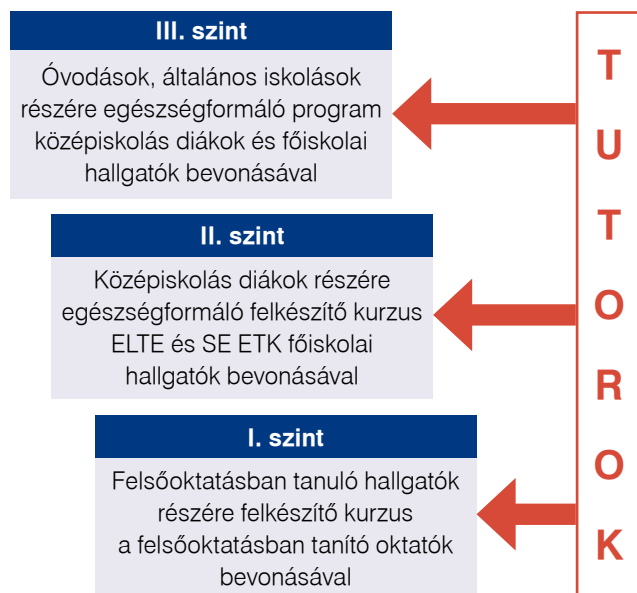 III. szint
Óvodások, általános iskolások
részére egészségformáló program
középiskolás diákok és főiskolai
hallgatók bevonásával
II. szint
Középiskolás diákok részére
egészségformáló felkészítő kurzus
ELTE és SE ETK főiskolai
hallgatók bevonásával
I. szint
Felsőoktatásban tanuló hallgatók
részére felkészítő kurzus
a felsőoktatásban tanító oktatók
bevonásával
T
U
T
O
R
O
K